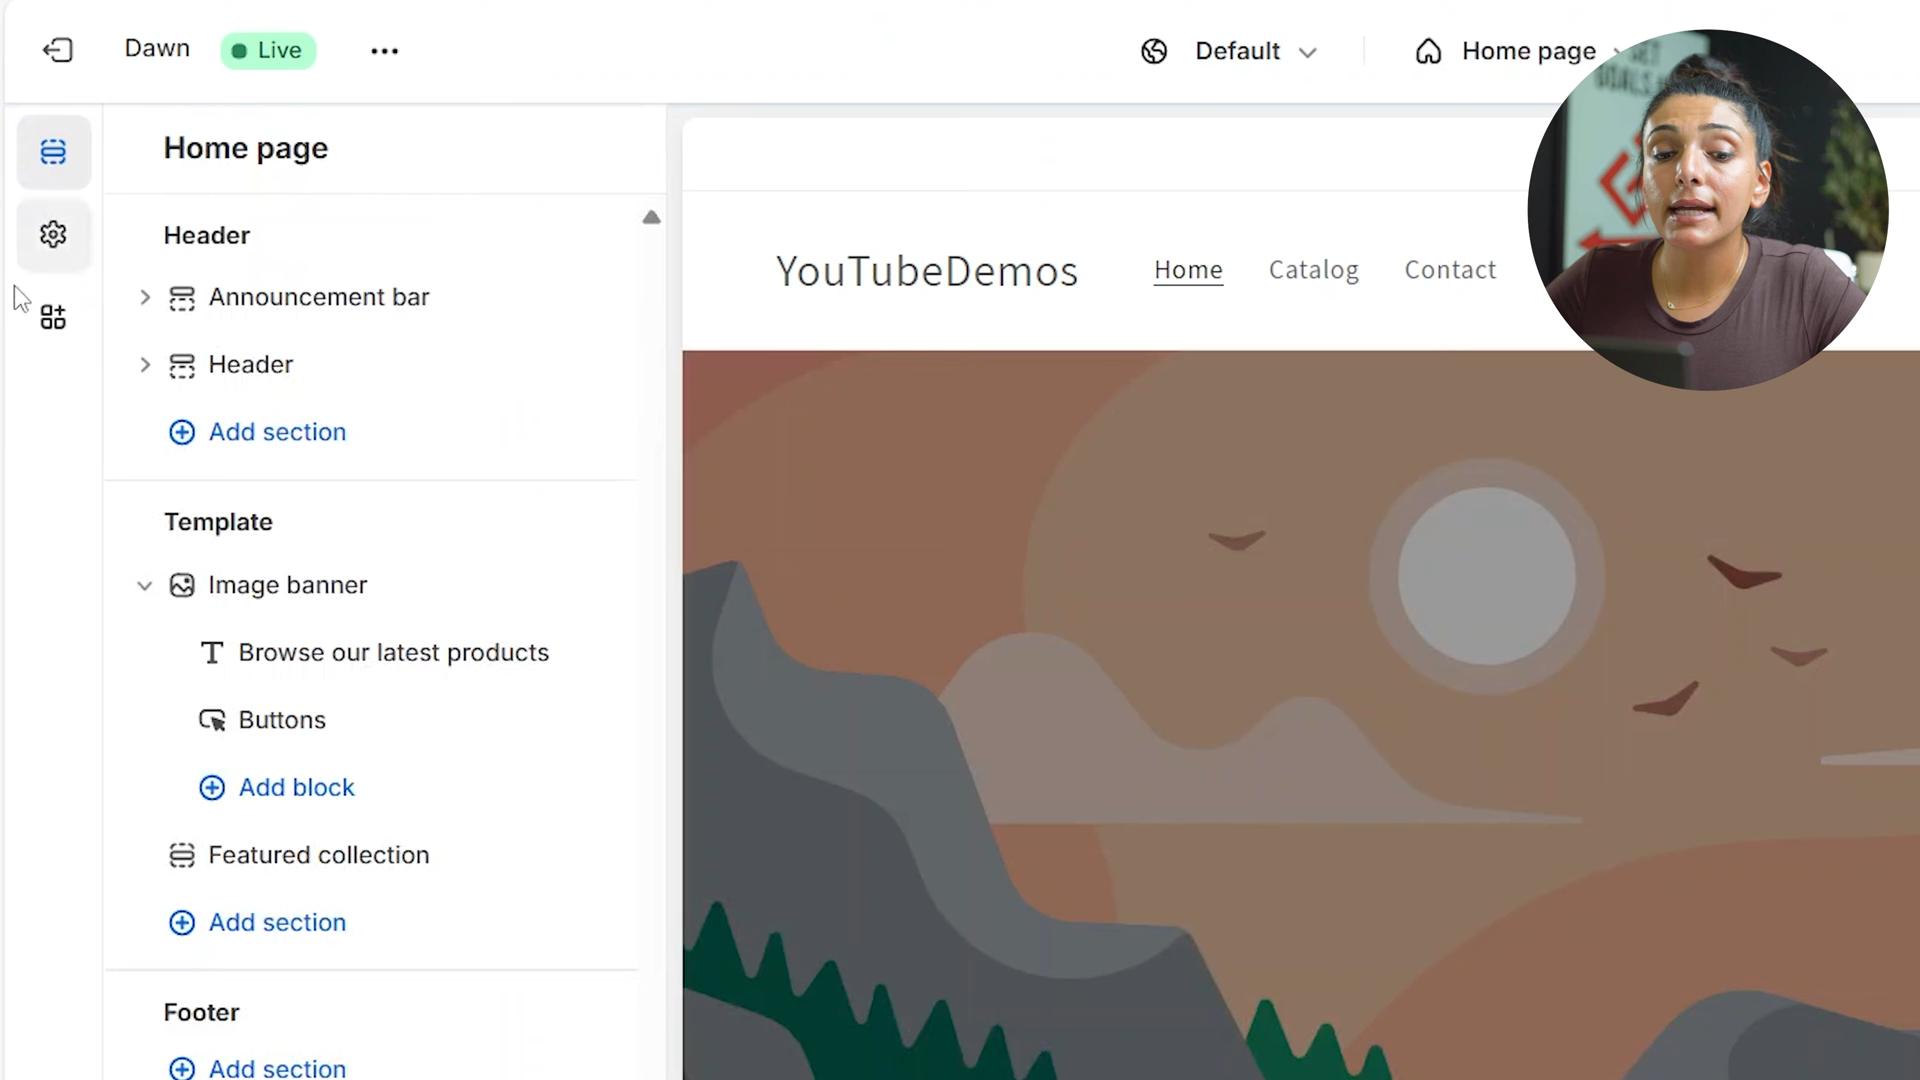 Dawn
Live
Default
Home page
Home page
Header
Announcement bar
Header
Add section
Template
Image banner
Browse our latest products
Buttons
Add block
Featured collection
Add section
Footer
Add section
YouTubeDemos
Home
Catalog
Contact